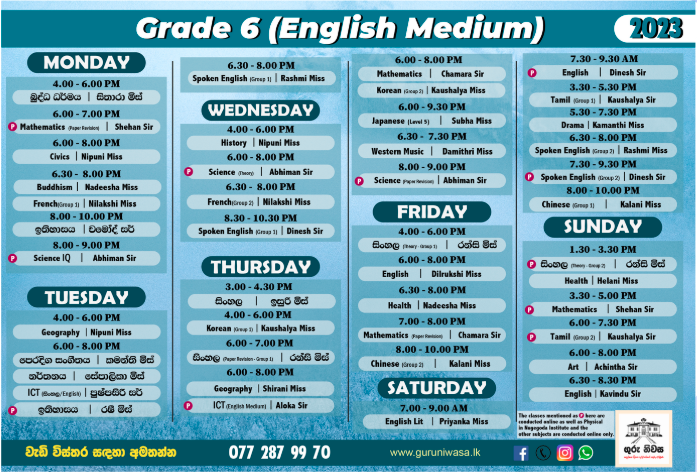 Grade 6 (English Medium)
2023
MONDAY
4.00 - 6.00 PM
බුද්ධ ධර්මය | සිතාරා මිස්
6.00 - 7.00 PM
P Mathematics (Paper Revision) | Shehan Sir
6.00 - 8.00 PM
Civics | Nipuni Miss
6.30 - 8.00 PM
Buddhism | Nadeesha Miss
French(Group 1) | Nilakshi Miss
8.00 - 10.00 PM
ඉතිහාසය | චමෝද් සර්
8.00 - 9.00 PM
P Science IQ | Abhiman Sir
TUESDAY
4.00 - 6.00 PM
Geography | Nipuni Miss
6.00 - 8.00 PM
පෙරදිග සංගීතය | කමන්ති මිස්
නර්තනය | සේපාලිකා මිස්
ICT (සිංහල/English) | පුෂ්පසිරි සර්
P ඉතිහාසය | රෂී මිස්
6.30 - 8.00 PM
Spoken English (Group 1) | Rashmi Miss
WEDNESDAY
4.00 - 6.00 PM
History | Nipuni Miss
6.00 - 8.00 PM
P Science (Theory) | Abhiman Sir
6.30 - 8.00 PM
French(Group 2) | Nilakshi Miss
8.30 - 10.30 PM
Spoken English (Group 1) | Dinesh Sir
THURSDAY
3.00 - 4.30 PM
සිංහල | ඉසුරි මිස්
4.00 - 6.00 PM
Korean (Group 1) | Kaushalya Miss
6.00 - 7.00 PM
සිංහල (Paper Revision - Group 1) | රන්සි මිස්
6.00 - 8.00 PM
Geography | Shirani Miss
P ICT (English Medium) | Aloka Sir
6.00 - 8.00 PM
Mathematics | Chamara Sir
Korean (Group 2) | Kaushalya Miss
6.00 - 9.30 PM
Japanese (Level 5) | Subha Miss
6.30 - 7.30 PM
Western Music | Damithri Miss
8.00 - 9.00 PM
P Science (Paper Revision) | Abhiman Sir
FRIDAY
4.00 - 6.00 PM
සිංහල (Theory - Group 1) | රන්සි මිස්
6.00 - 8.00 PM
English | Dilrukshi Miss
6.30 - 8.00 PM
Health | Nadeesha Miss
7.00 - 8.00 PM
Mathematics (Paper Revision) | Chamara Sir
8.00 - 10.00 PM
Chinese (Group 2) | Kalani Miss
SATURDAY
7.00 - 9.00 AM
English Lit | Priyanka Miss
7.30 - 9.30 AM
P English | Dinesh Sir
3.30 - 5.30 PM
Tamil (Group 1) | Kaushalya Sir
5.30 - 7.30 PM
Drama | Kamanthi Miss
6.30 - 8.00 PM
Spoken English (Group 2) | Rashmi Miss
7.30 - 9.30 PM
P Spoken English (Group 2) | Dinesh Sir
8.00 - 10.00 PM
Chinese (Group 1) | Kalani Miss
SUNDAY
1.30 - 3.30 PM
P සිංහල (Theory - Group 2) | රන්සි මිස්
Health | Helani Miss
3.30 - 5.00 PM
P Mathematics | Shehan Sir
6.00 - 7.30 PM
P Tamil (Group 2) | Kaushalya Sir
6.00 - 8.00 PM
Art | Achintha Sir
6.30 - 8.30 PM
English | Kavindu Sir
The classes mentioned as P here are
conducted online as well as Physical
in Nugegoda Institute and the
other subjects are conducted online only.
ගුරු නිවස
වැඩි විස්තර සඳහා අමතන්න
077 287 99 70
www.guruniwasa.lk